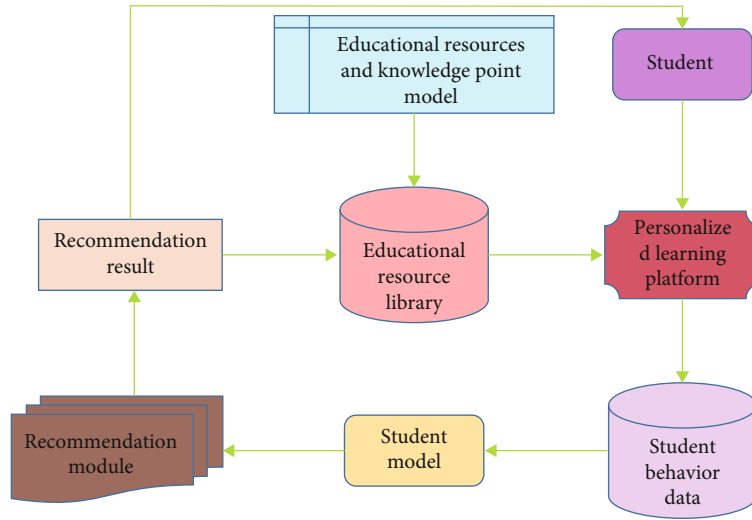 Educational resources
and knowledge point
model
Student
Recommendation
result
Educational
resource
library
Personalize
d learning
platform
Recommendation
module
Student
model
Student
behavior
data